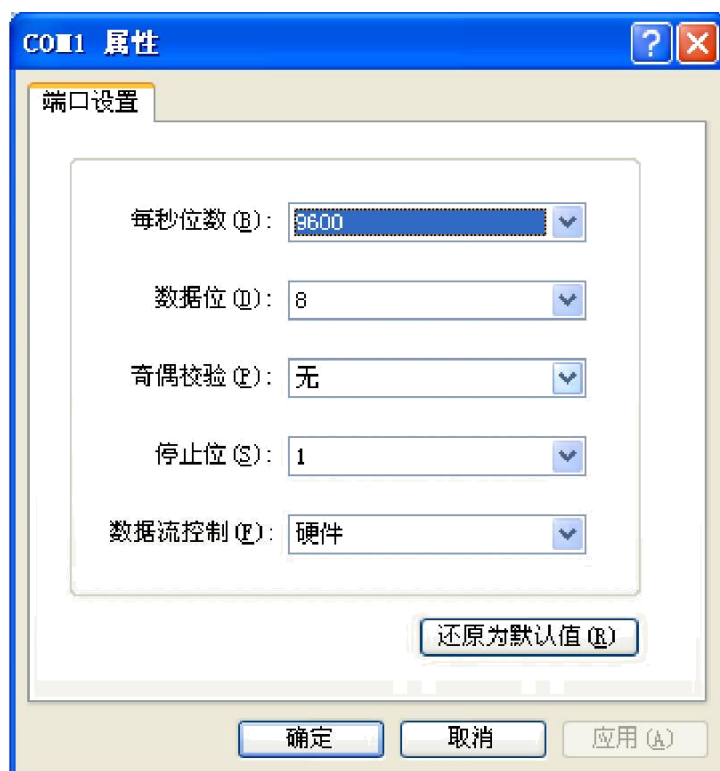 COM1 属性
端口设置
每秒位数(B): 9600
数据位(D): 8
奇偶校验(P): 无
停止位(S): 1
数据流控制(F): 硬件
还原为默认值(R)
确定 取消 应用(A)